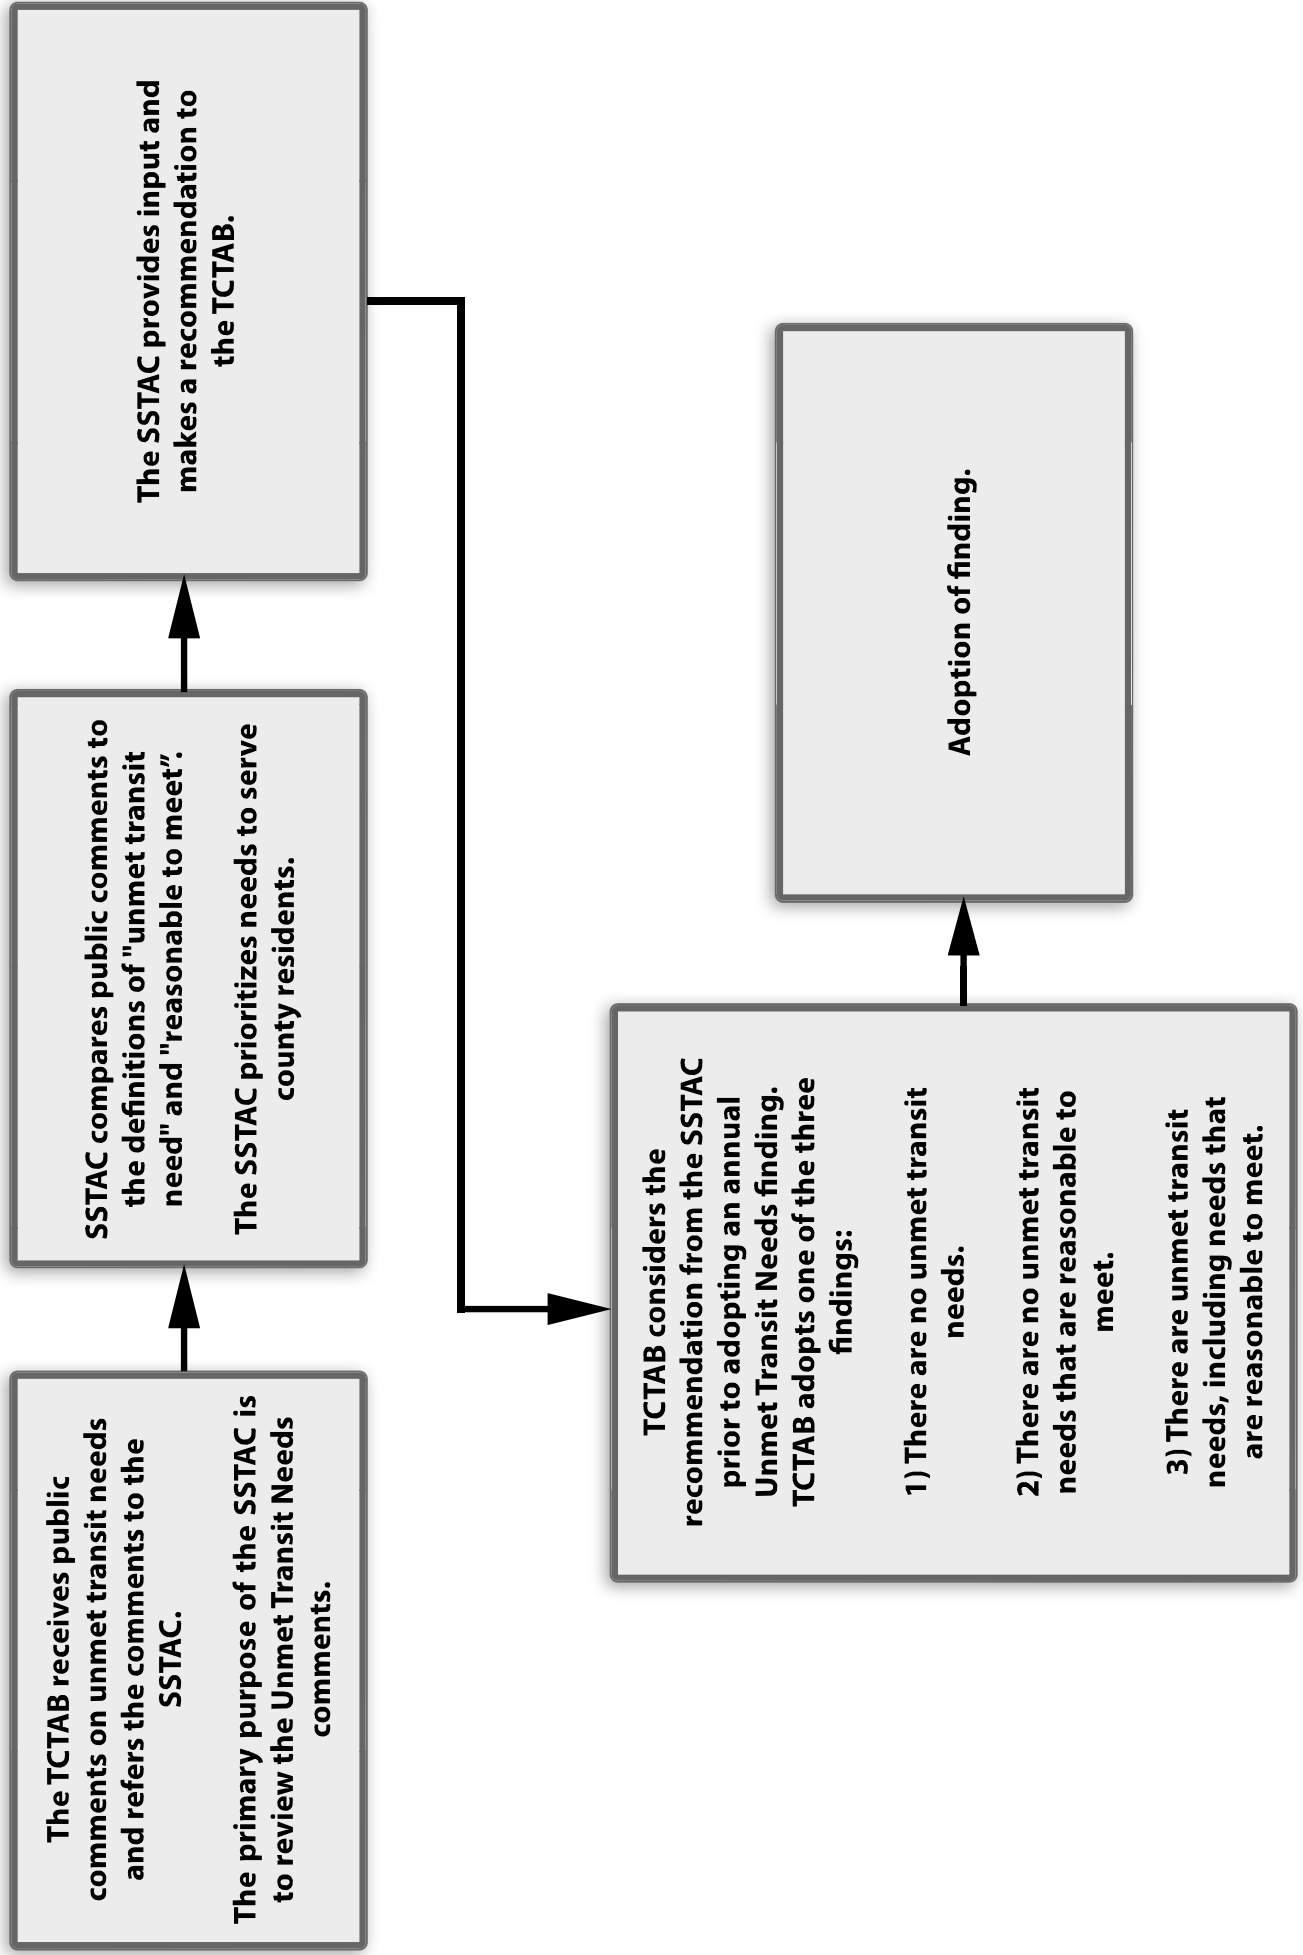 The TCTAB receives public
comments on unmet transit needs
and refers the comments to the
SSTAC.
The primary purpose of the SSTAC is
to review the Unmet Transit Needs
comments.
SSTAC compares public comments to
the definitions of "unmet transit
need" and "reasonable to meet”.
The SSTAC prioritizes needs to serve
county residents.
The SSTAC provides input and
makes a recommendation to
the TCTAB.
TCTAB considers the
recommendation from the SSTAC
prior to adopting an annual
Unmet Transit Needs finding.
TCTAB adopts one of the three
findings:
1) There are no unmet transit
needs.
2) There are no unmet transit
needs that are reasonable to
meet.
3) There are unmet transit
needs, including needs that
are reasonable to meet.
Adoption of finding.